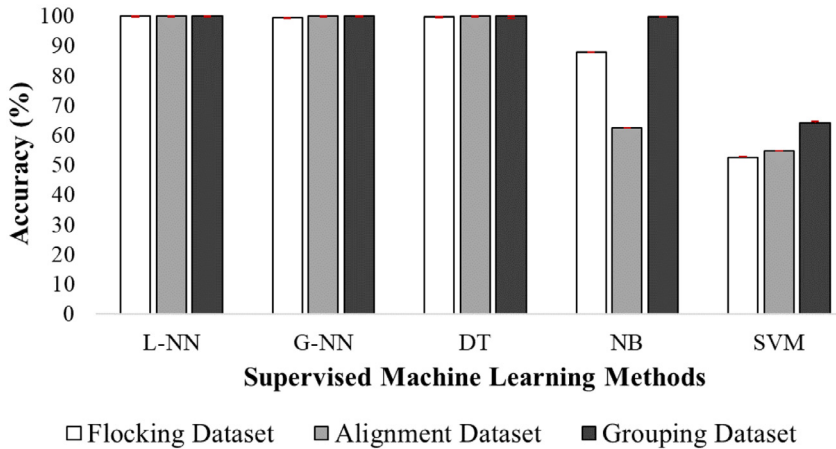 100
90
80
70
60
50
40
30
20
10
0
Accuracy (%)
L-NN G-NN DT NB SVM
Supervised Machine Learning Methods
Flocking Dataset Alignment Dataset Grouping Dataset